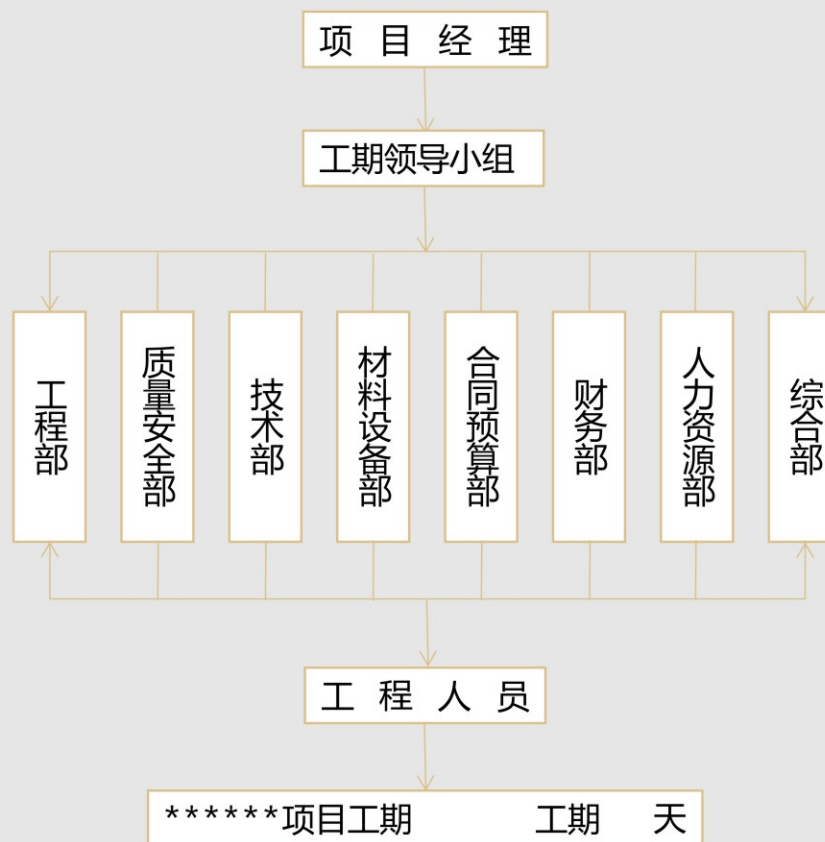 项 目 经 理
工期领导小组
工程部
质量安全部
技术部
材料设备部
合同预算部
财务部
人力资源部
综合部
工 程 人 员
******项目工期 工期 天